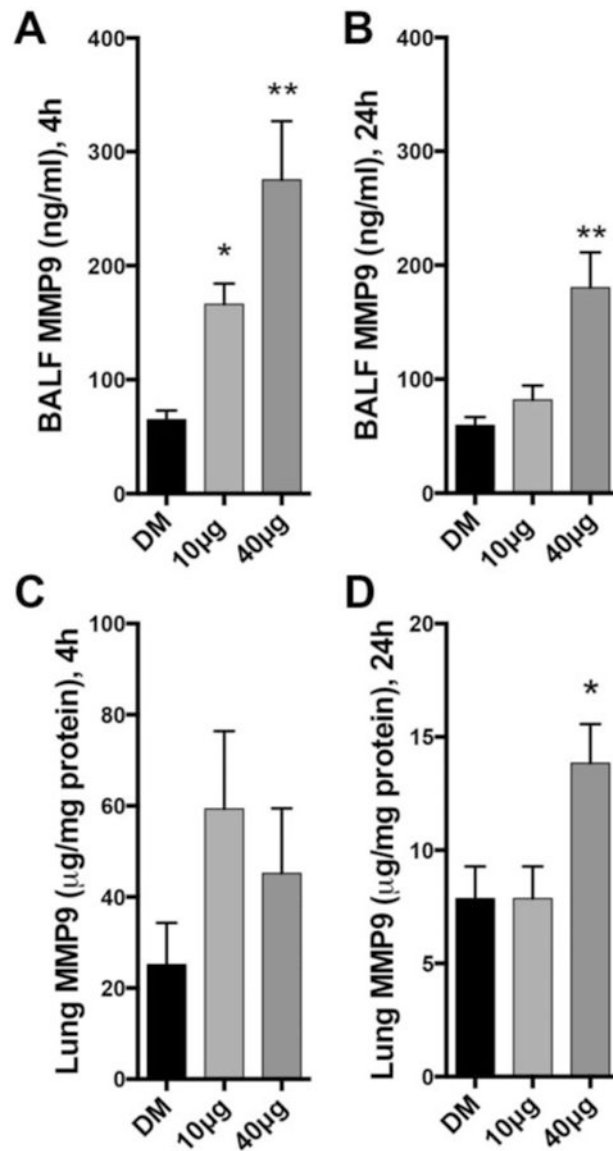 A
BALF MMP9 (ng/ml), 4h
400
300
200
100
0
*
**
DM
10µg
40µg
B
BALF MMP9 (ng/ml), 24h
400
300
200
100
0
**
DM
10µg
40µg
C
Lung MMP9 (µg/mg protein), 4h
100
80
60
40
20
0
DM
10µg
40µg
D
Lung MMP9 (µg/mg protein), 24h
20
15
10
5
0
*
DM
10µg
40µg